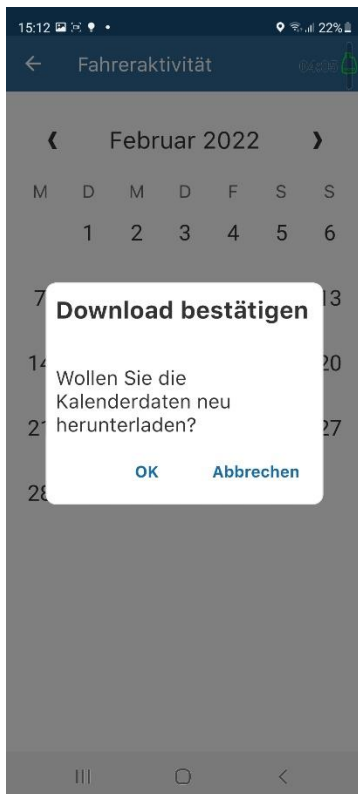 15:12 22%
Fahreraktivität
Februar 2022
M D M D F S S
1 2 3 4 5 6
7 13
Download bestätigen
14 20
Wollen Sie die
Kalenderdaten neu
21 27
herunterladen?
OK Abbrechen
28